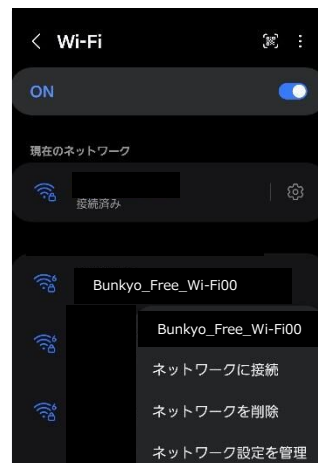 Wi-Fi
ON
現在のネットワーク
接続済み
Bunkyo_Free_Wi-Fi00
Bunkyo_Free_Wi-Fi00
ネットワークに接続
ネットワークを削除
ネットワーク設定を管理